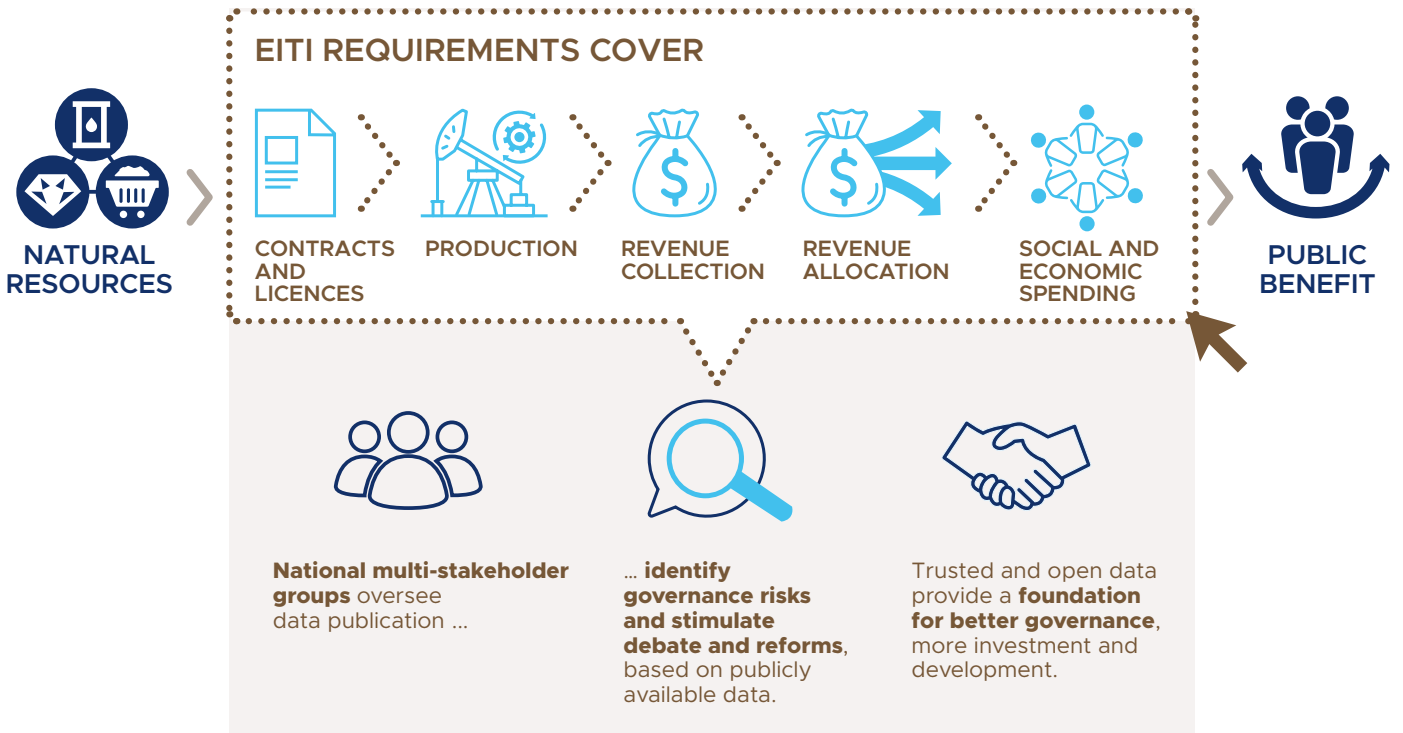 EITI REQUIREMENTS COVER
NATURAL
RESOURCES
CONTRACTS
AND
LICENCES
PRODUCTION
REVENUE
COLLECTION
REVENUE
ALLOCATION
SOCIAL AND
ECONOMIC
SPENDING
PUBLIC
BENEFIT
National multi-stakeholder
groups oversee
data publication ...
... identify
governance risks
and stimulate
debate and reforms,
based on publicly
available data.
Trusted and open data
provide a foundation
for better governance,
more investment and
development.